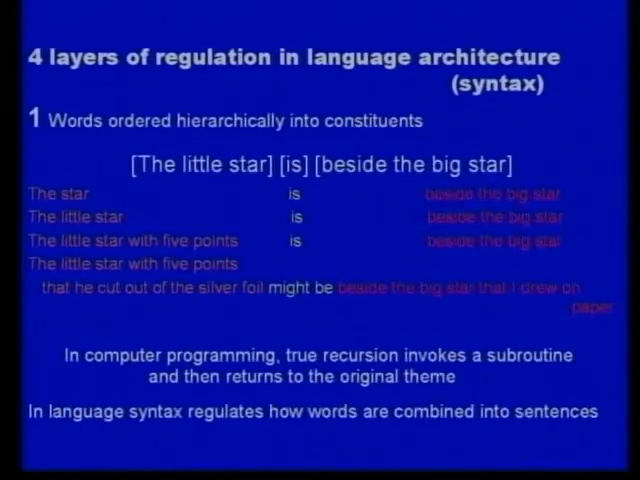 4 layers of regulation in language architecture
(syntax)
1 Words ordered hierarchically into constituents
[The little star] [is] [beside the big star]
The star is beside the big star
The little star is beside the big star
The little star with five points is beside the big star
The little star with five points
that he cut out of the silver foil might be beside the big star that I drew on
paper
In computer programming, true recursion invokes a subroutine
and then returns to the original theme
In language syntax regulates how words are combined into sentences